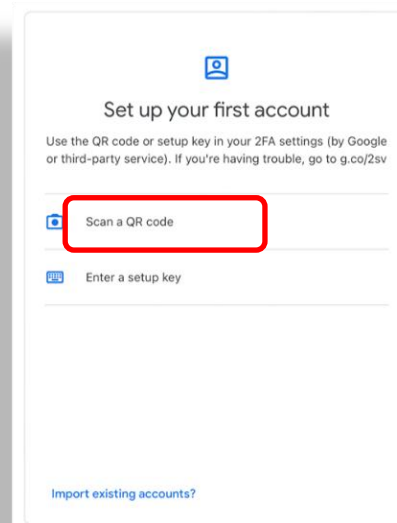 Set up your first account
Use the QR code or setup key in your 2FA settings (by Google
or third-party service). If you're having trouble, go to g.co/2sv
Scan a QR code
Enter a setup key
Import existing accounts?